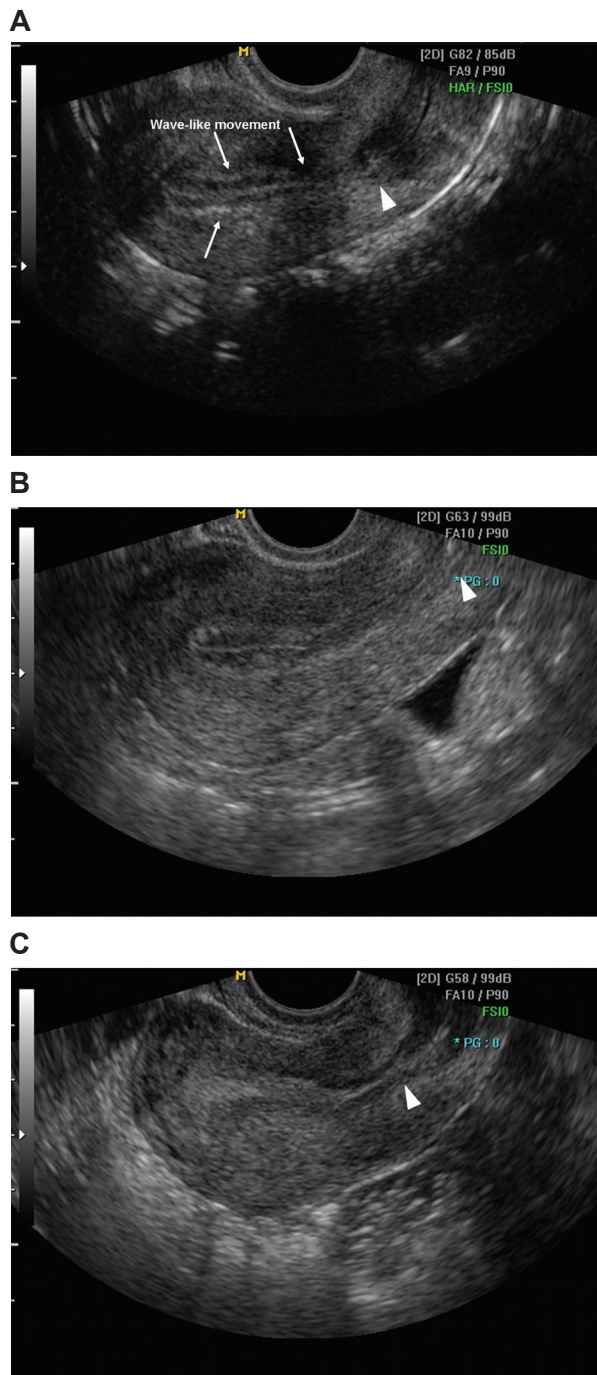 A
M
[2D] G82 / 85dB
FA9 / P90
HAR / FSI0
Wave-like movement
B
M
[2D] G63 / 99dB
FA10 / P90
FSI0
* PG : 0
C
M
[2D] G58 / 99dB
FA10 / P90
FSI0
* PG : 0